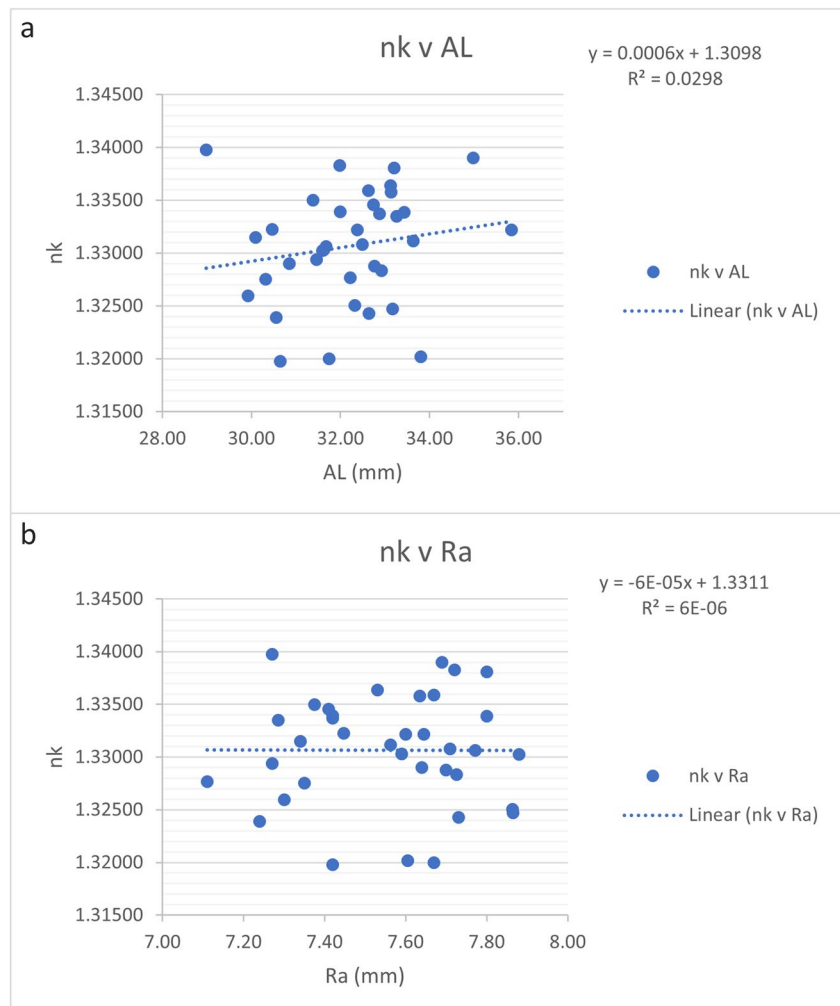 a
nk v AL
y = 0.0006x + 1.3098
R² = 0.0298
1.34500
1.34000
1.33500
1.33000
1.32500
1.32000
1.31500
nk
28.00 30.00 32.00 34.00 36.00
AL (mm)
nk v AL
Linear (nk v AL)
b
nk v Ra
y = -6E-05x + 1.3311
R² = 6E-06
1.34500
1.34000
1.33500
1.33000
1.32500
1.32000
1.31500
nk
7.00 7.20 7.40 7.60 7.80 8.00
Ra (mm)
nk v Ra
Linear (nk v Ra)